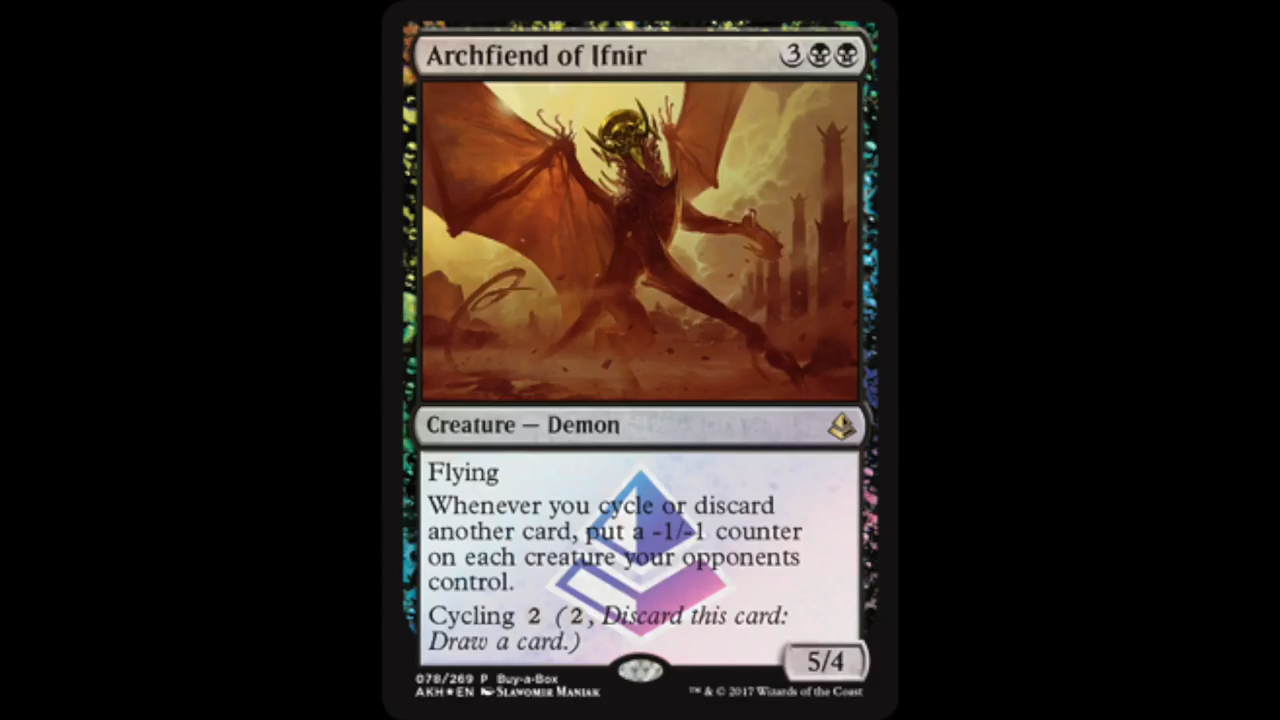 Archfiend of Ifnir 3
Creature — Demon
Flying
Whenever you cycle or discard
another card, put a -1/-1 counter
on each creature your opponents
control.
Cycling 2 (2, Discard this card:
Draw a card.)
5/4
078/269 P Buy-a-Box
AKH★EN Slawomir Maniak
™ & © 2017 Wizards of the Coast